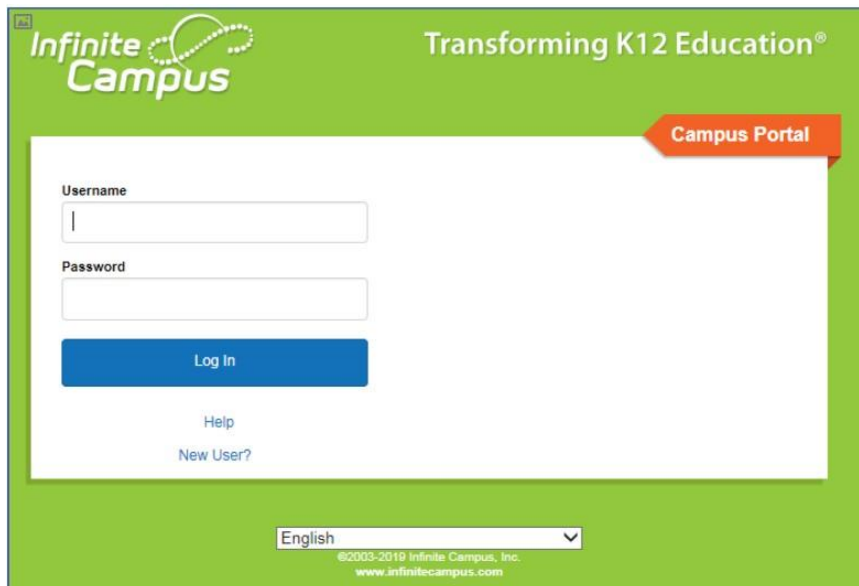 Infinite
Campus
Transforming K12 Education®
Campus Portal
Username
Password
Log In
Help
New User?
English
©2003-2019 Infinite Campus, Inc.
www.infinitecampus.com